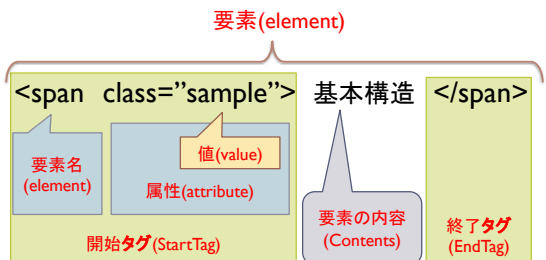 要素(element)
<span class=”sample”> 基本構造 </span>
値(value)
要素名
(element)
属性(attribute)
要素の内容
(Contents)
終了タグ
(EndTag)
開始タグ(StartTag)